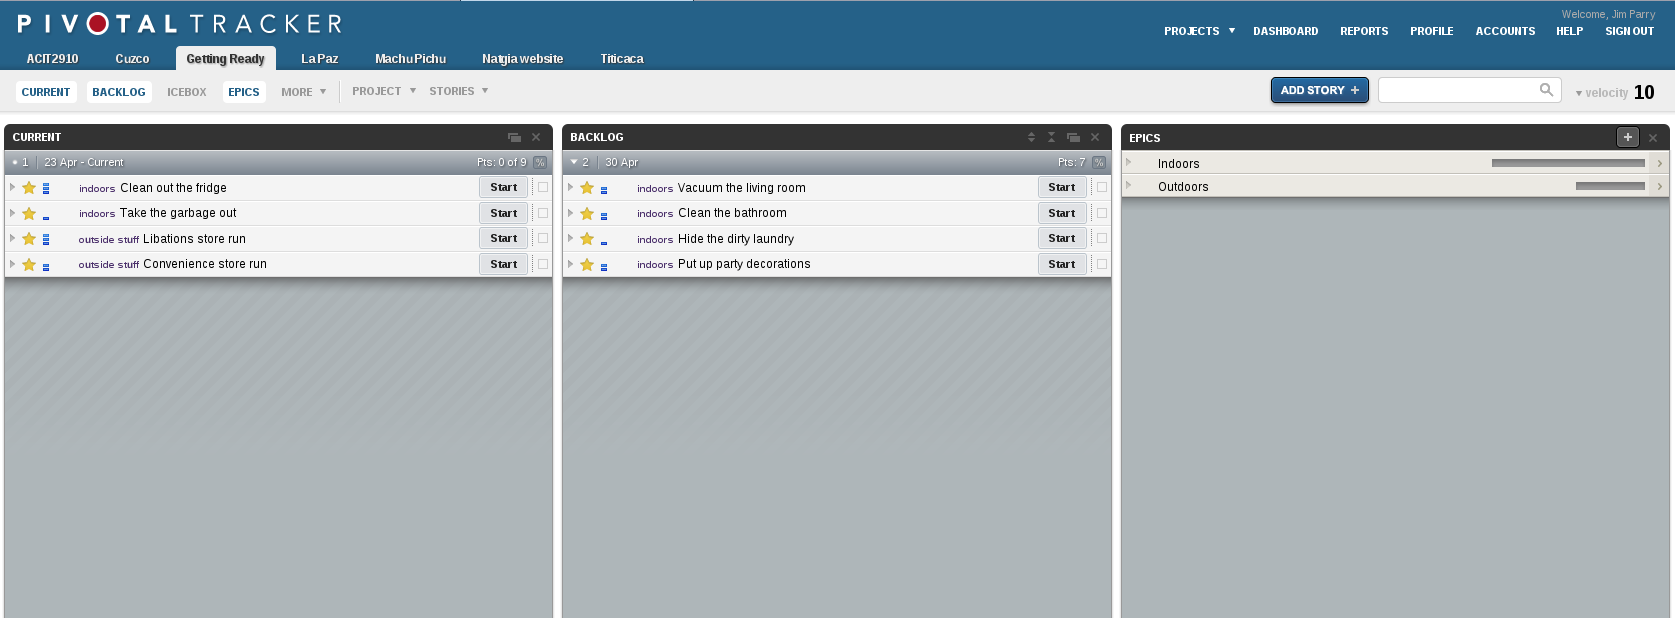 PIVOTAL TRACKER
Welcome, Jim Parry
PROJECTS DASHBOARD REPORTS PROFILE ACCOUNTS HELP SIGN OUT
ACIT2910 Cuzco Getting Ready La Paz Machu Pichu Natgia website Titicaca
CURRENT BACKLOG ICEBOX EPICS MORE PROJECT STORIES ADD STORY + velocity 10
CURRENT
1 23 Apr - Current Pts: 0 of 9 %
indoors Clean out the fridge Start
indoors Take the garbage out Start
outside stuff Libations store run Start
outside stuff Convenience store run Start
BACKLOG
2 30 Apr Pts: 7 %
indoors Vacuum the living room Start
indoors Clean the bathroom Start
indoors Hide the dirty laundry Start
indoors Put up party decorations Start
EPICS +
Indoors
Outdoors